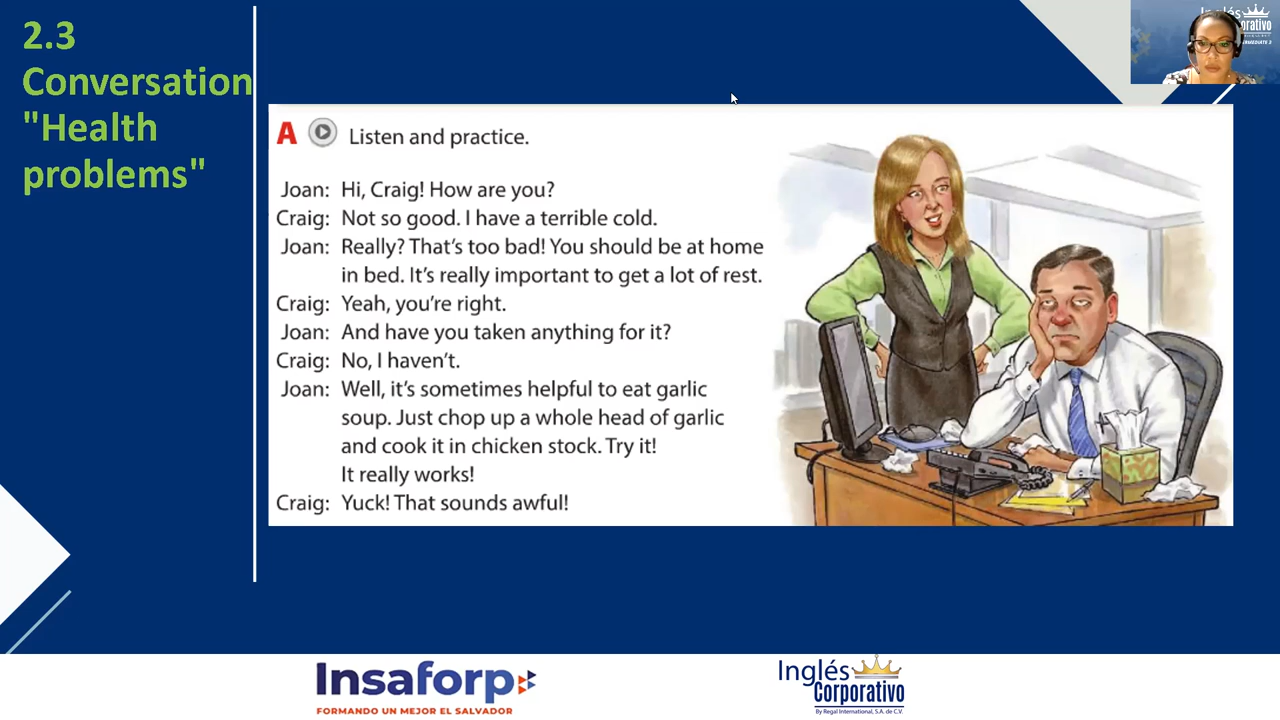 2.3
Conversation
"Health
problems"
A Listen and practice.
Joan: Hi, Craig! How are you?
Craig: Not so good. I have a terrible cold.
Joan: Really? That's too bad! You should be at home
in bed. It's really important to get a lot of rest.
Craig: Yeah, you're right.
Joan: And have you taken anything for it?
Craig: No, I haven't.
Joan: Well, it's sometimes helpful to eat garlic
soup. Just chop up a whole head of garlic
and cook it in chicken stock. Try it!
It really works!
Craig: Yuck! That sounds awful!
Insaforp
FORMANDO UN MEJOR EL SALVADOR
Inglés
Corporativo
By Regal International, S.A. de C.V.